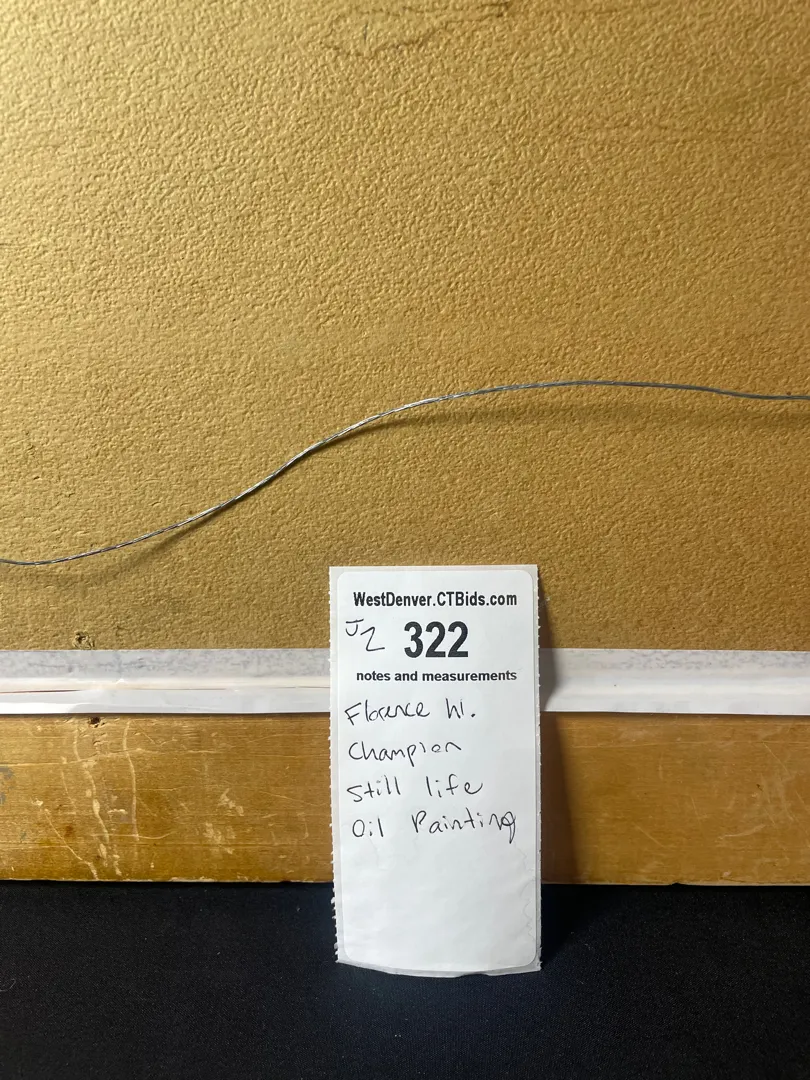 WestDenver.CTBids.com
JZ 322
notes and measurements
Florence W.
Champion
Still life
Oil Painting